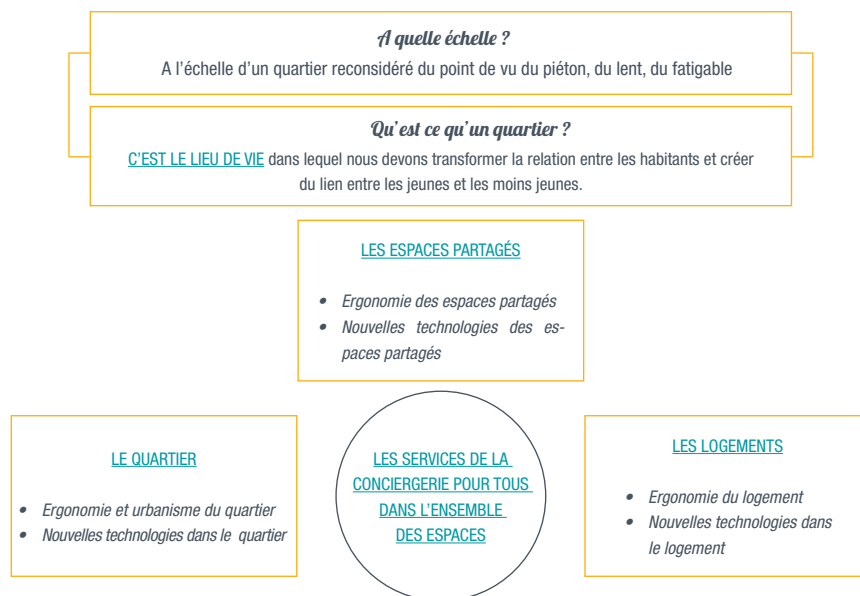 A quelle échelle ?
A l’échelle d’un quartier reconsidéré du point de vu du piéton, du lent, du fatigable
Qu’est ce qu’un quartier ?
C’EST LE LIEU DE VIE dans lequel nous devons transformer la relation entre les habitants et créer
du lien entre les jeunes et les moins jeunes.
LES ESPACES PARTAGÉS
• Ergonomie des espaces partagés
• Nouvelles technologies des es-
paces partagés
LE QUARTIER
• Ergonomie et urbanisme du quartier
• Nouvelles technologies dans le quartier
LES SERVICES DE LA
CONCIERGERIE POUR TOUS
DANS L’ENSEMBLE
DES ESPACES
LES LOGEMENTS
• Ergonomie du logement
• Nouvelles technologies dans
le logement